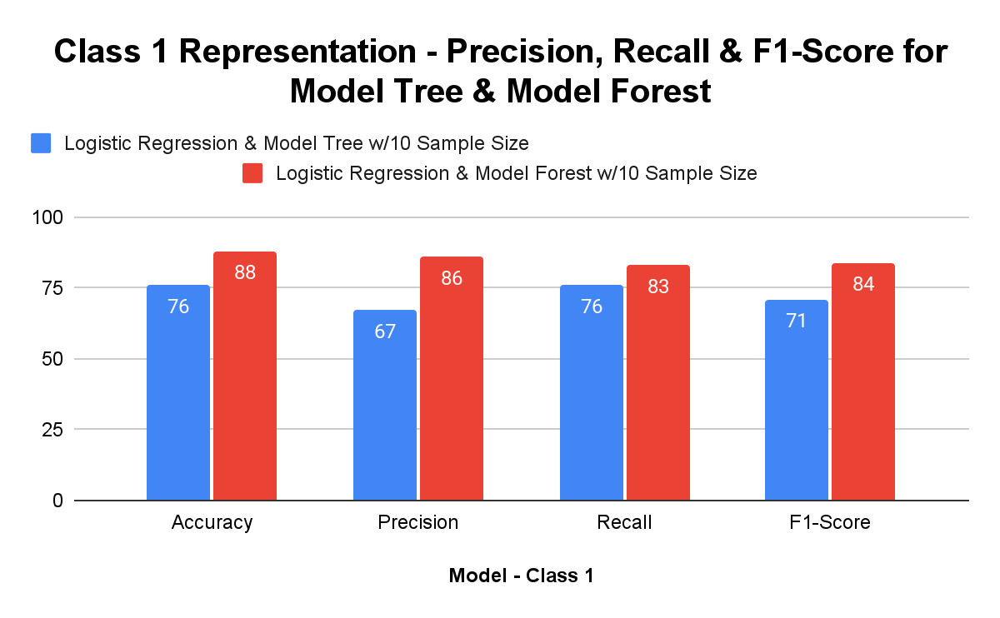 Class 1 Representation - Precision, Recall & F1-Score for
Model Tree & Model Forest
Logistic Regression & Model Tree w/10 Sample Size
Logistic Regression & Model Forest w/10 Sample Size
100
75
50
25
0
76
88
67
86
76
83
71
84
Accuracy
Precision
Recall
F1-Score
Model - Class 1